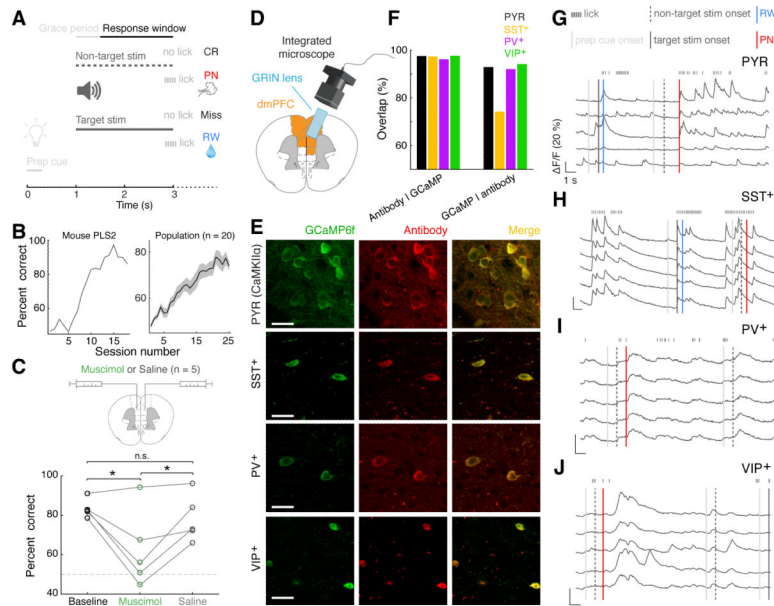 A
Grace period
Response window
Non-target stim
no lick
CR
lick
PN
no lick
Miss
Target stim
lick
RW
Prep cue
0
1
2
3
Time (s)
B
Mouse PLS2
Population (n = 20)
Percent correct
100
80
60
5
10
15
80
60
5
15
25
Session number
C
Muscimol or Saline (n = 5)
n.s.
*
*
Percent correct
100
80
60
40
Baseline
Muscimol
Saline
D
Integrated
microscope
GRIN lens
dmPFC
E
GCaMP6f
Antibody
Merge
PYR (CaMKIIα)
SST⁺
PV⁺
VIP⁺
F
PYR
SST⁺
PV⁺
VIP⁺
Overlap (%)
100
90
80
60
Antibody | GCaMP
GCaMP | antibody
G
lick
non-target stim onset
RW
prep cue onset
target stim onset
PN
PYR
ΔF/F (20 %)
1 s
H
SST⁺
I
PV⁺
J
VIP⁺